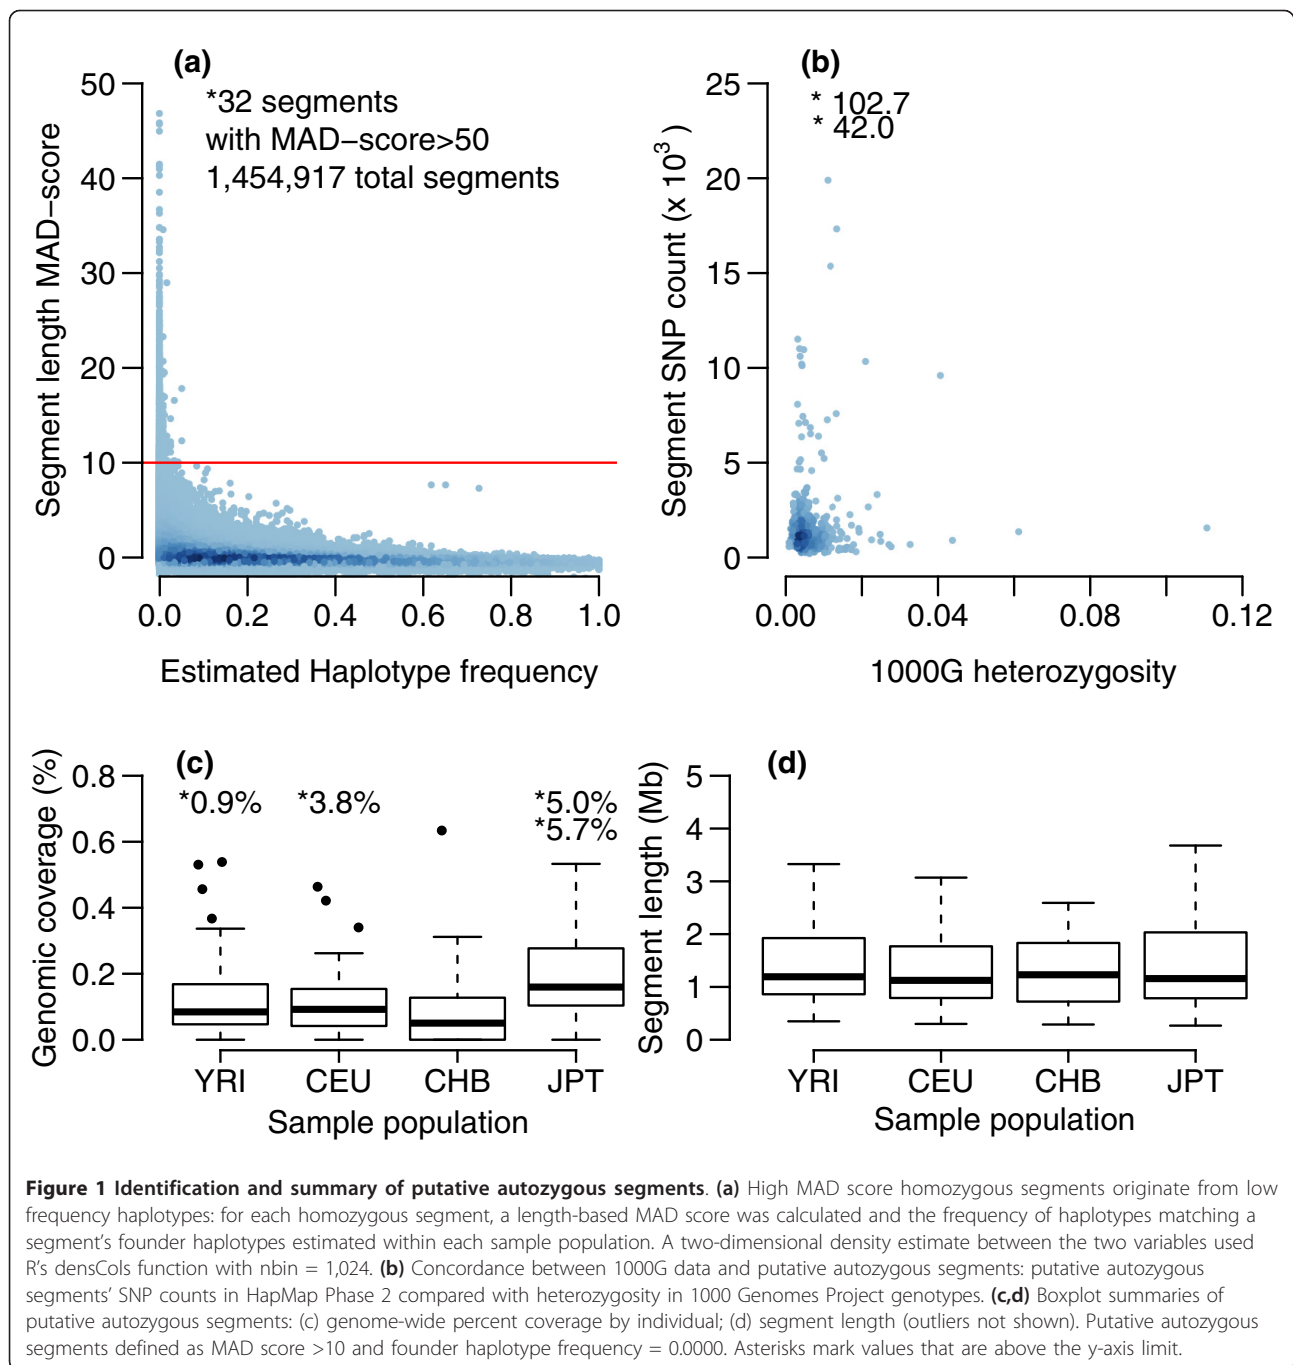 (a)
50
40
30
20
10
0
Segment length MAD−score
*32 segments
with MAD−score>50
1,454,917 total segments
0.0 0.2 0.4 0.6 0.8 1.0
Estimated Haplotype frequency
(b)
25
20
15
10
5
0
Segment SNP count (x 10³ )
* 102.7
* 42.0
0.00 0.04 0.08 0.12
1000G heterozygosity
(c)
0.8
0.6
0.4
0.2
0.0
Genomic coverage (%)
*0.9% *3.8% *5.0%
*5.7%
YRI CEU CHB JPT
Sample population
(d)
5
4
3
2
1
0
Segment length (Mb)
YRI CEU CHB JPT
Sample population
Figure 1 Identification and summary of putative autozygous segments. (a) High MAD score homozygous segments originate from low
frequency haplotypes: for each homozygous segment, a length-based MAD score was calculated and the frequency of haplotypes matching a
segment's founder haplotypes estimated within each sample population. A two-dimensional density estimate between the two variables used
R's densCols function with nbin = 1,024. (b) Concordance between 1000G data and putative autozygous segments: putative autozygous
segments' SNP counts in HapMap Phase 2 compared with heterozygosity in 1000 Genomes Project genotypes. (c,d) Boxplot summaries of
putative autozygous segments: (c) genome-wide percent coverage by individual; (d) segment length (outliers not shown). Putative autozygous
segments defined as MAD score >10 and founder haplotype frequency = 0.0000. Asterisks mark values that are above the y-axis limit.